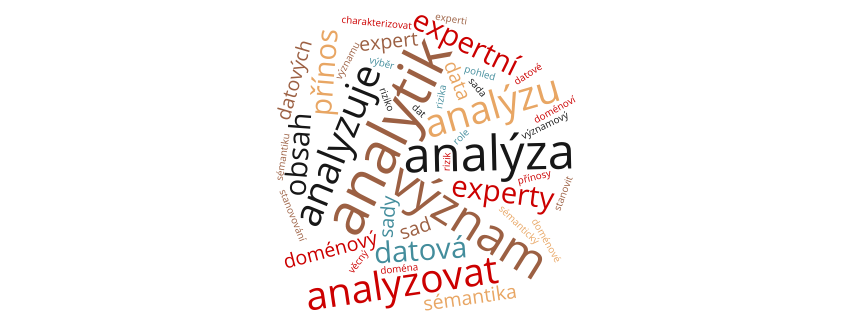 charakterizovat
experti
expertní
expert
významu
přínos
datových
výběr
pohled
data
datové
sada
rizika
riziko
analytik
analyzuje
dat
analýzu
doménoví
významový
role
obsah
analýza
sémantiku
rizik
přínosy
experty
stanovit
význam
stanovování
sady
sad
sémantický
doménové
doménový
datová
věcný
doména
analyzovat
sémantika